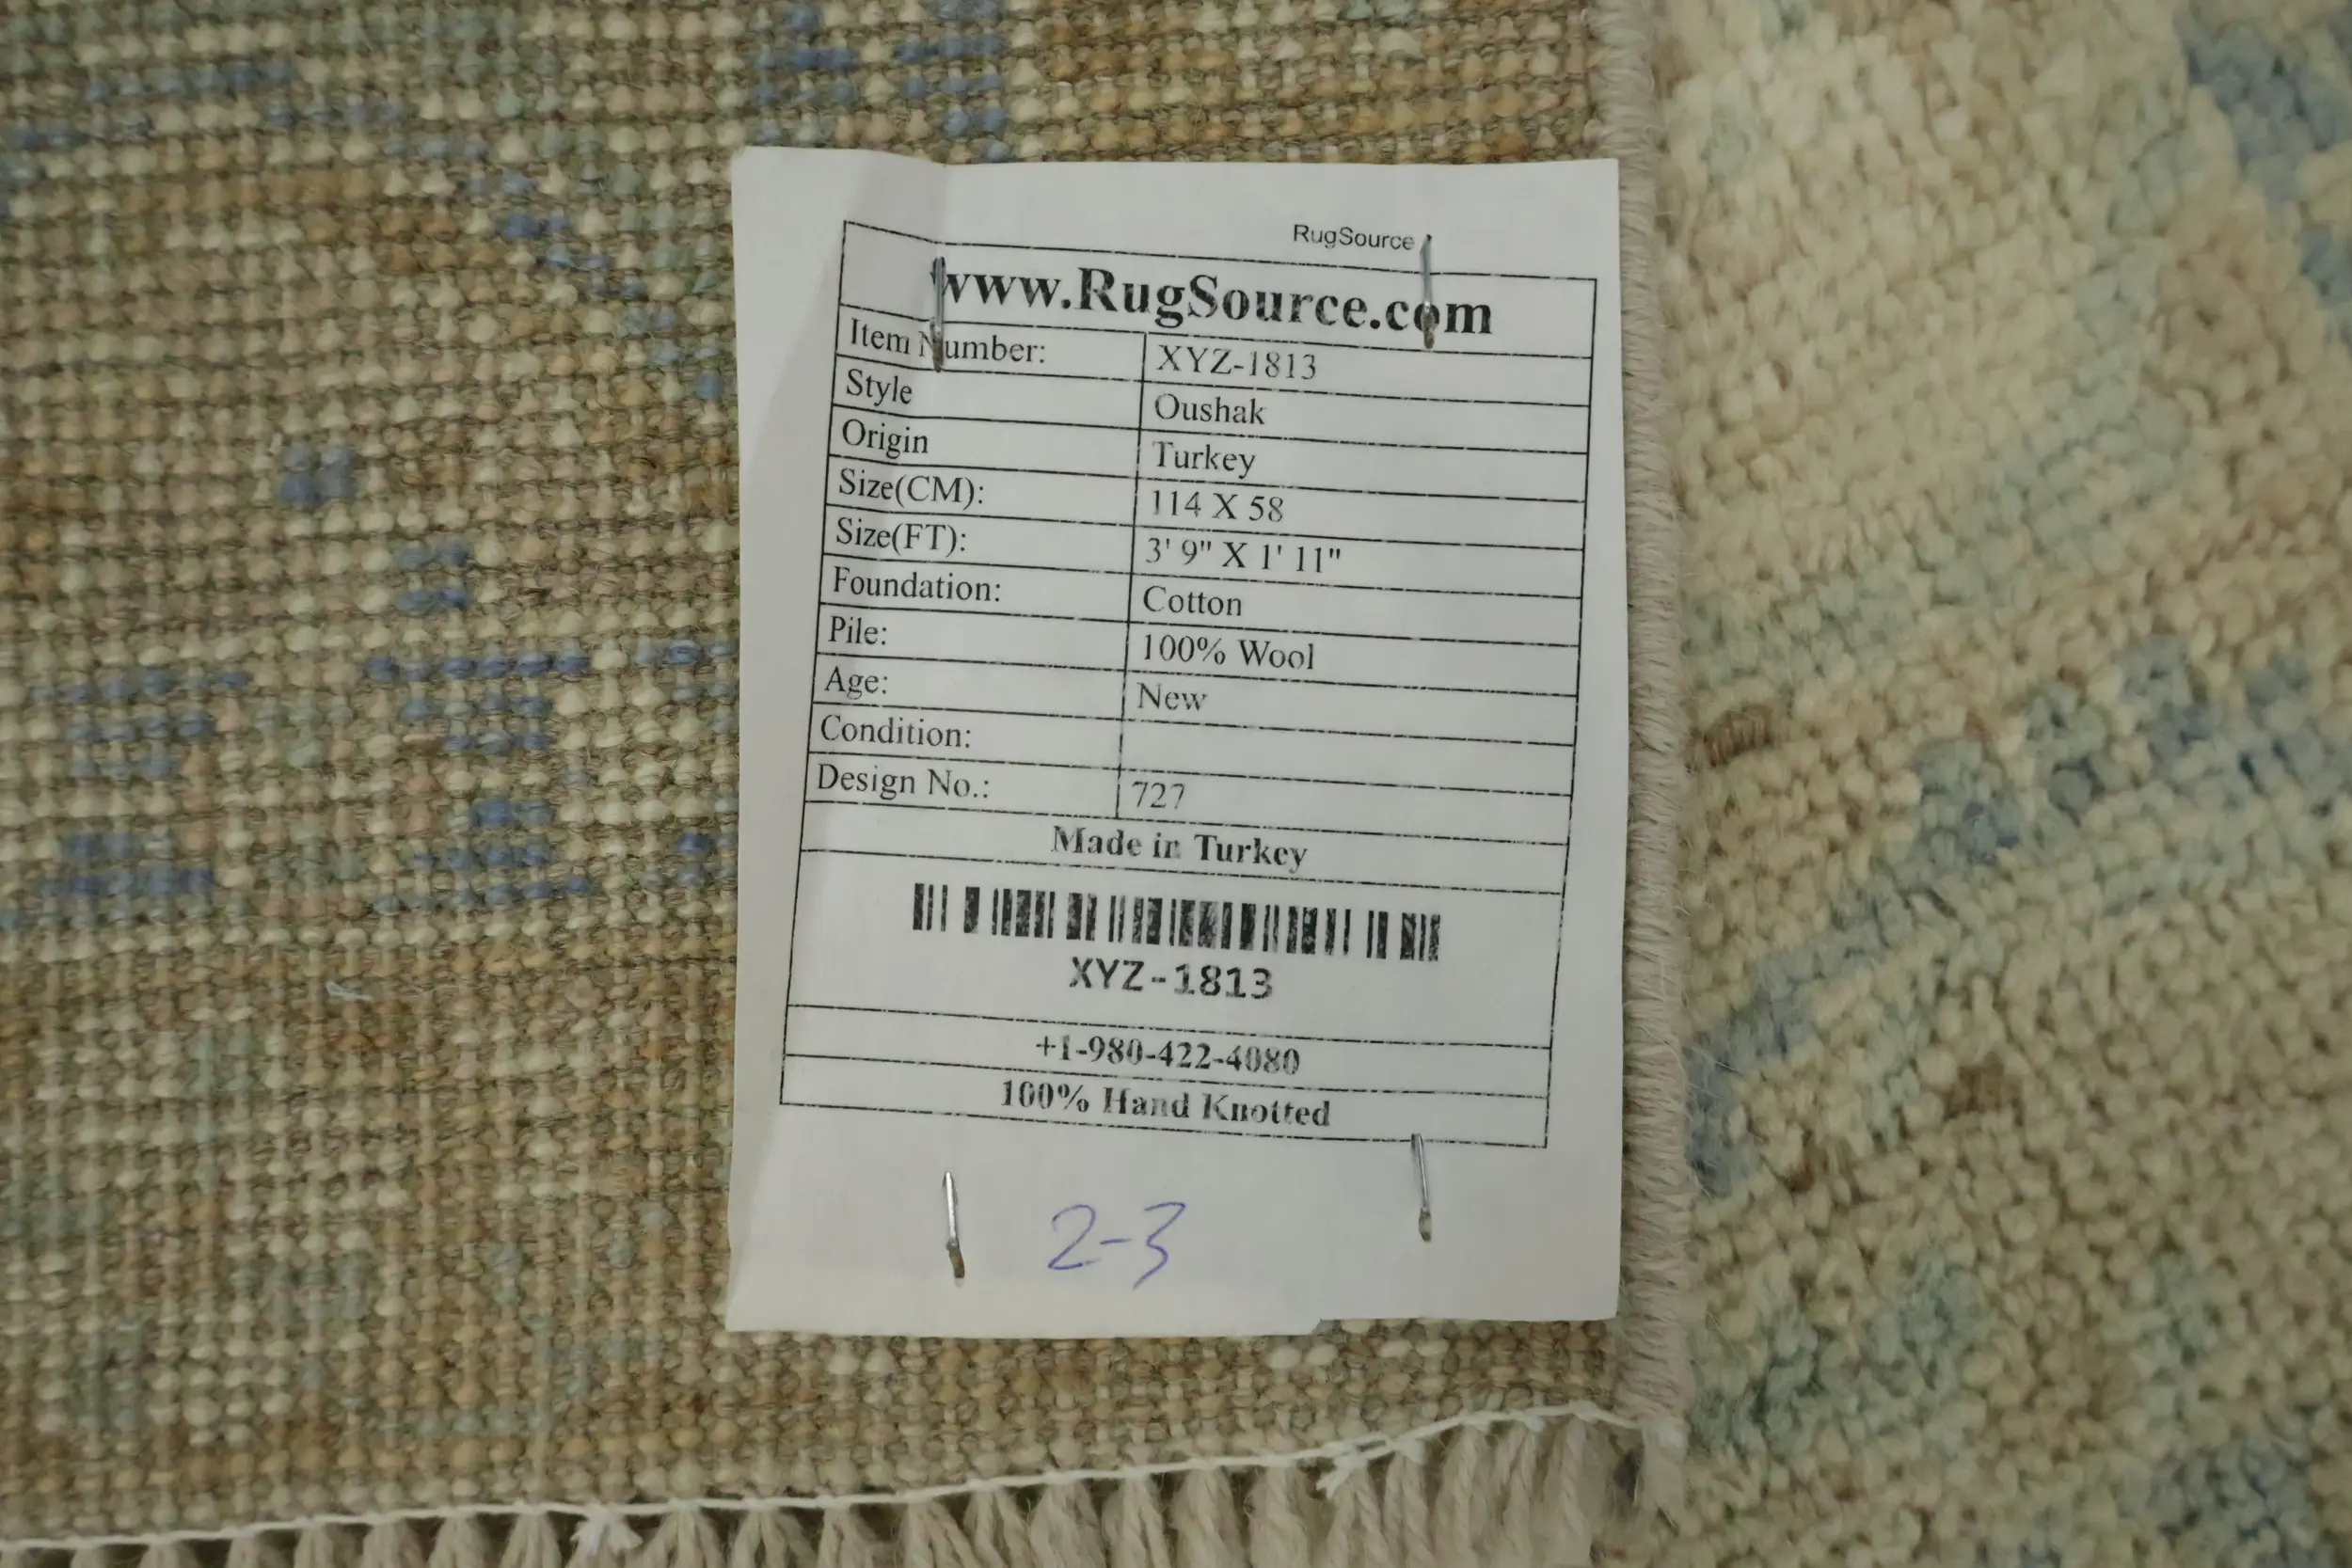 RugSource
www.RugSource.com
Item Number: XYZ-1813
Style Oushak
Origin Turkey
Size(CM): 114 X 58
Size(FT): 3' 9" X 1' 11"
Foundation: Cotton
Pile: 100% Wool
Age: New
Condition:
Design No.: 727
Made in Turkey
XYZ-1813
+1-980-422-4080
100% Hand Knotted
2-3